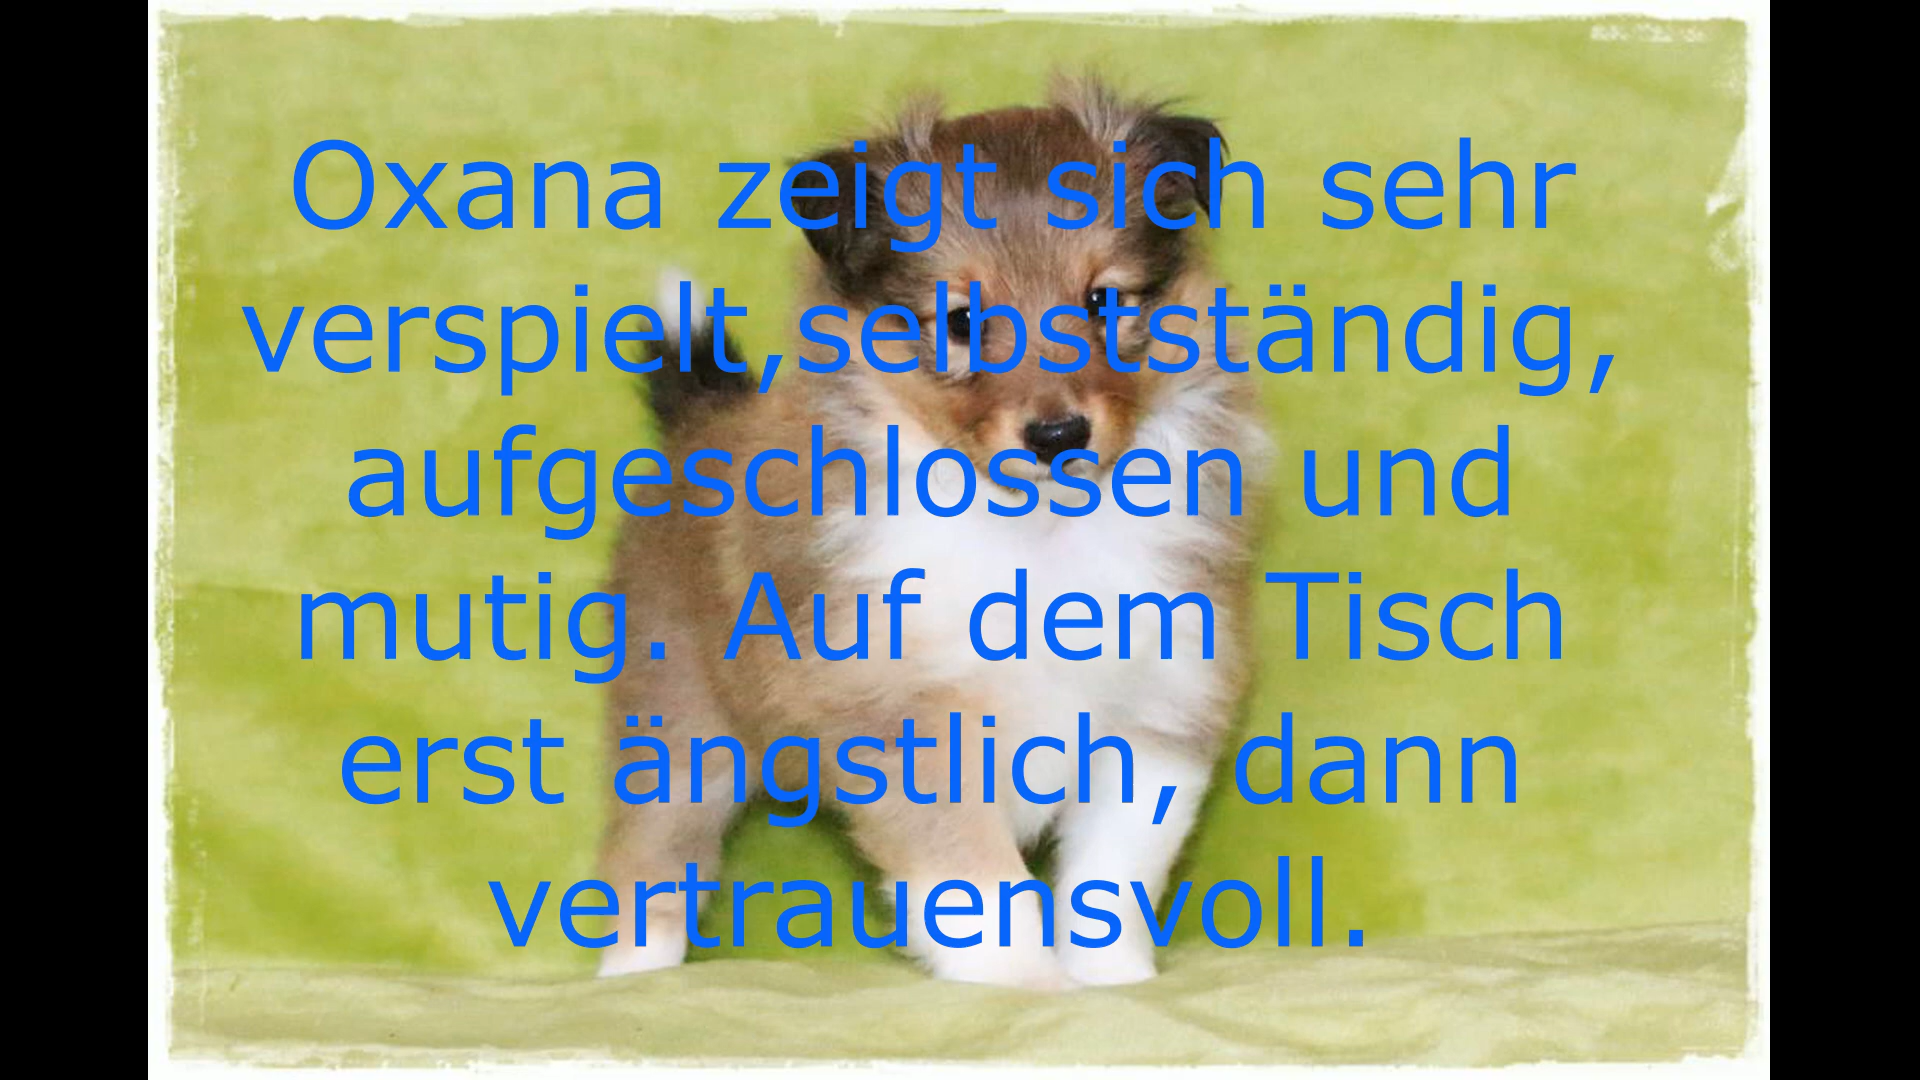 Oxana zeigt sich sehr
verspielt,selbstständig,
aufgeschlossen und
mutig. Auf dem Tisch
erst ängstlich, dann
vertrauensvoll.